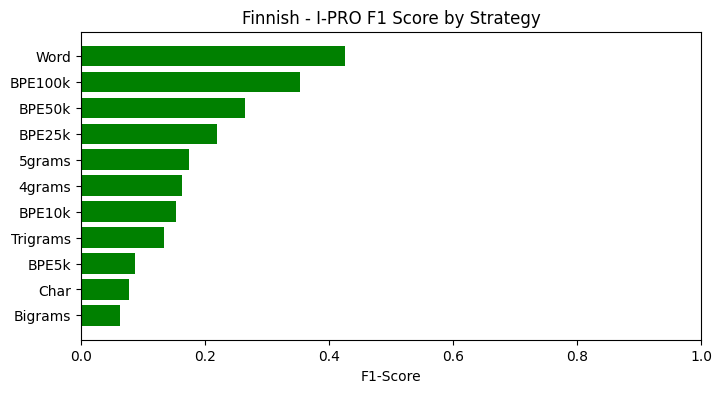 Finnish - I-PRO F1 Score by Strategy
Word
BPE100k
BPE50k
BPE25k
5grams
4grams
BPE10k
Trigrams
BPE5k
Char
Bigrams
0.0 0.2 0.4 0.6 0.8 1.0
F1-Score